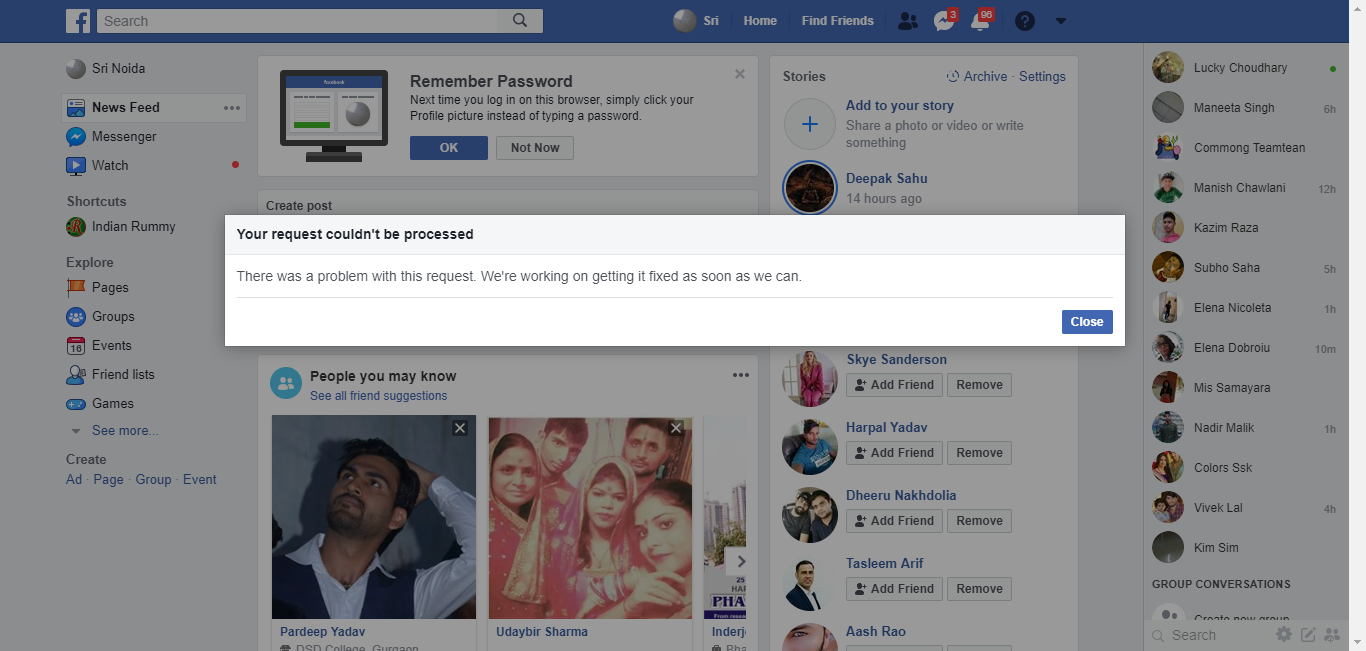 Search
Sri
Home
Find Friends
3
96
Sri Noida
News Feed
Messenger
Watch
Shortcuts
Indian Rummy
Explore
Pages
Groups
16
Events
Friend lists
Games
See more...
Create
Ad · Page · Group · Event
facebook
Remember Password
Next time you log in on this browser, simply click your
Profile picture instead of typing a password.
OK
Not Now
Create post
Your request couldn't be processed
There was a problem with this request. We're working on getting it fixed as soon as we can.
Close
People you may know
See all friend suggestions
Pardeep Yadav
DSD College, Gurgaon
Udaybir Sharma
25
PHA
Inderj
Bha
Stories
Archive · Settings
Add to your story
Share a photo or video or write
something
Deepak Sahu
14 hours ago
Skye Sanderson
Add Friend
Remove
Harpal Yadav
Add Friend
Remove
Dheeru Nakhdolia
Add Friend
Remove
Tasleem Arif
Add Friend
Remove
Aash Rao
Lucky Choudhary
Maneeta Singh 6h
Commong Teamtean
Manish Chawlani 12h
Kazim Raza
Subho Saha 5h
Elena Nicoleta 1h
Elena Dobroiu 10m
Mis Samayara
Nadir Malik 1h
Colors Ssk
Vivek Lal 4h
Kim Sim
GROUP CONVERSATIONS
Create new group
Search